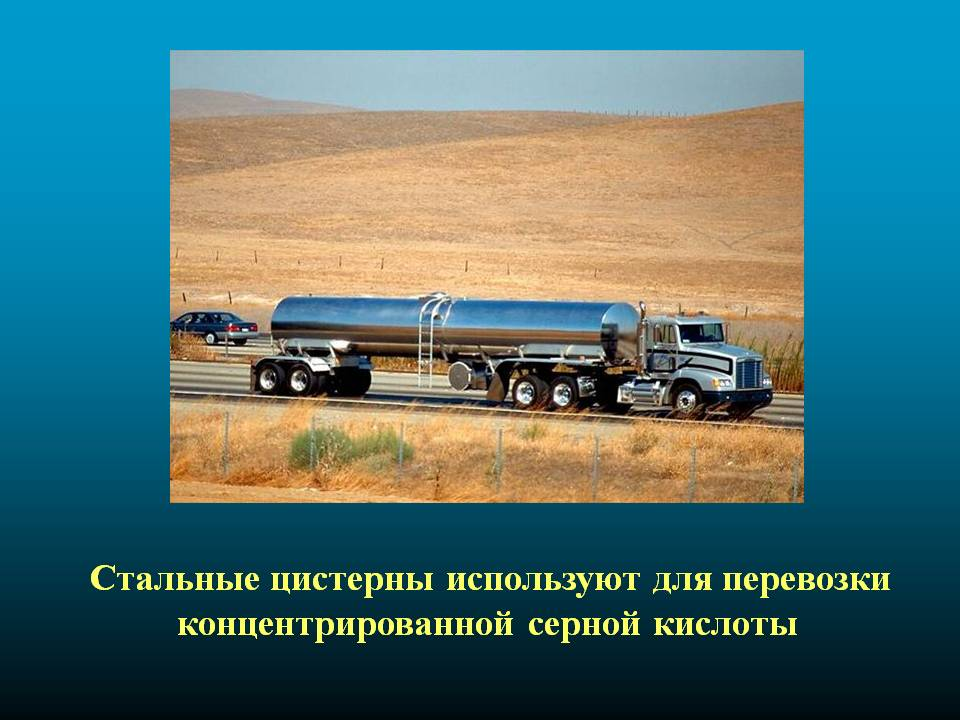 Стальные цистерны используют для перевозки
концентрированной серной кислоты